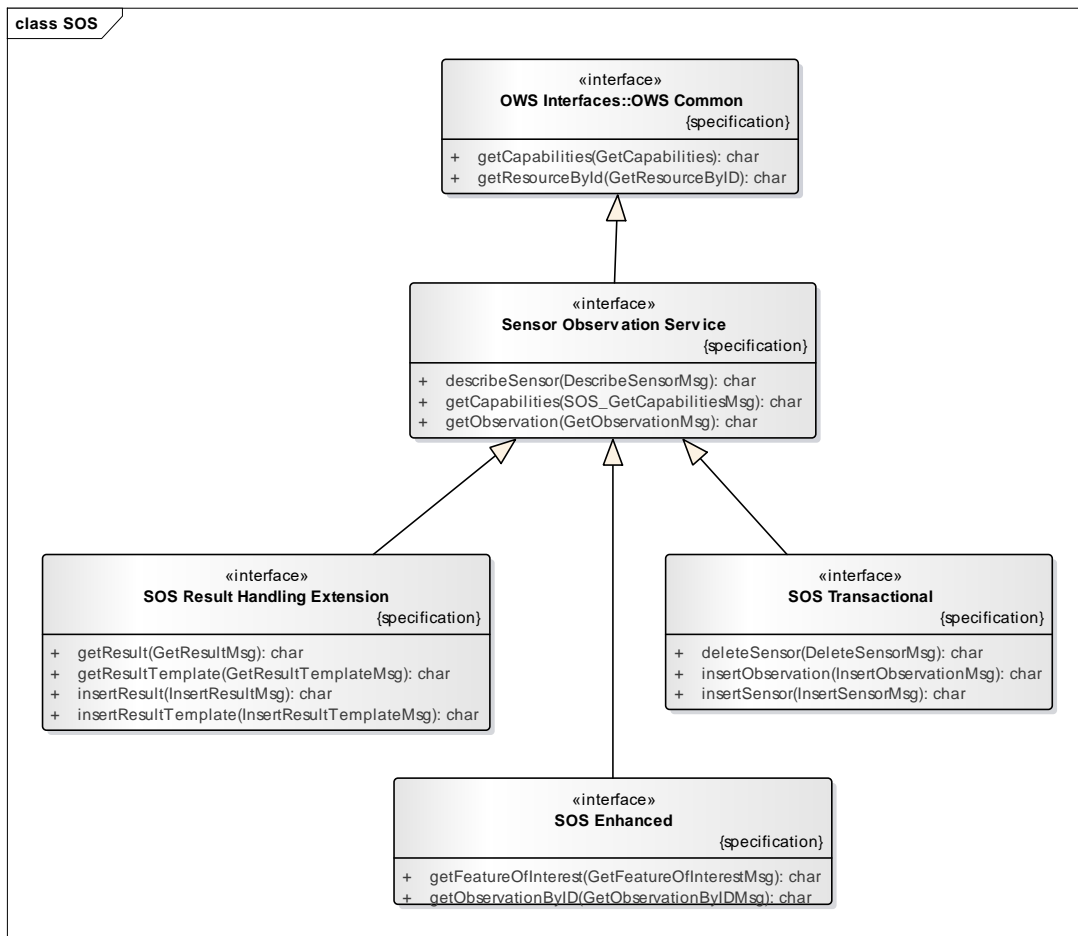 class SOS
«interface»
OWS Interfaces::OWS Common
{specification}
+ getCapabilities(GetCapabilities): char
+ getResourceById(GetResourceByID): char
«interface»
Sensor Observation Service
{specification}
+ describeSensor(DescribeSensorMsg): char
+ getCapabilities(SOS_GetCapabilitiesMsg): char
+ getObservation(GetObservationMsg): char
«interface»
SOS Result Handling Extension
{specification}
+ getResult(GetResultMsg): char
+ getResultTemplate(GetResultTemplateMsg): char
+ insertResult(InsertResultMsg): char
+ insertResultTemplate(InsertResultTemplateMsg): char
«interface»
SOS Transactional
{specification}
+ deleteSensor(DeleteSensorMsg): char
+ insertObservation(InsertObservationMsg): char
+ insertSensor(InsertSensorMsg): char
«interface»
SOS Enhanced
{specification}
+ getFeatureOfInterest(GetFeatureOfInterestMsg): char
+ getObservationByID(GetObservationByIDMsg): char